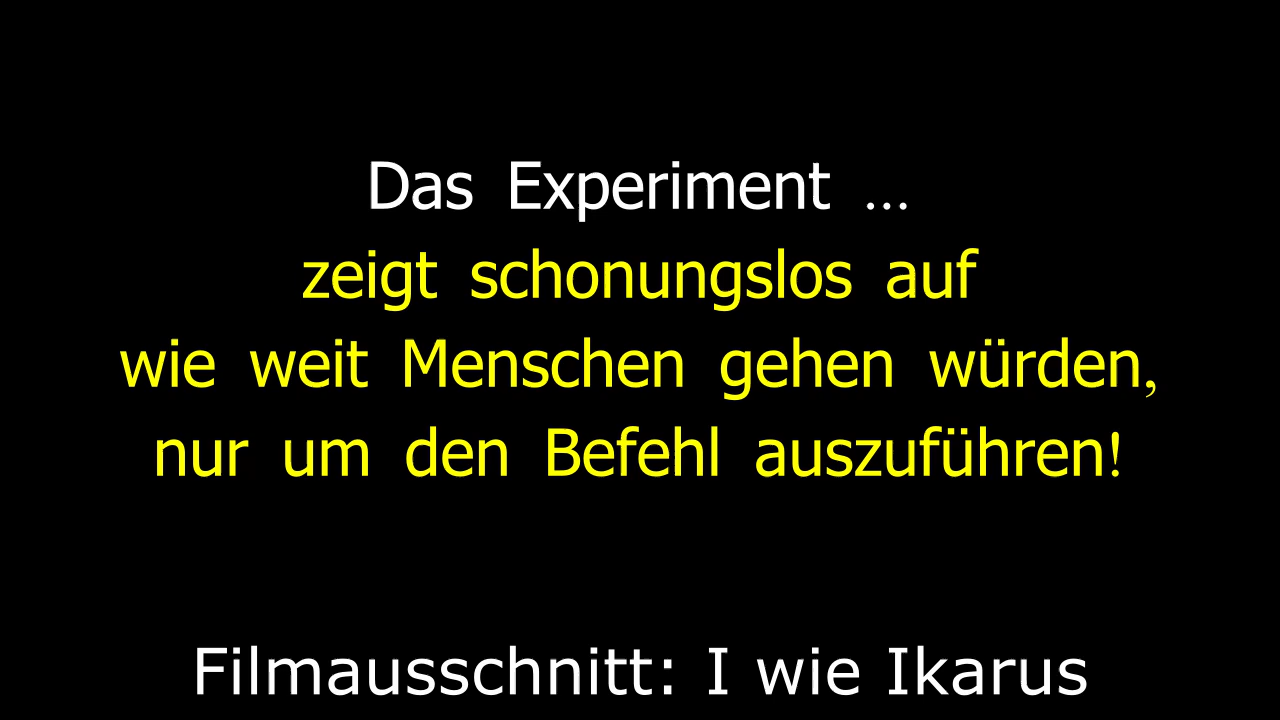 Das Experiment ...
zeigt schonungslos auf
wie weit Menschen gehen würden,
nur um den Befehl auszuführen!
Filmausschnitt: I wie Ikarus